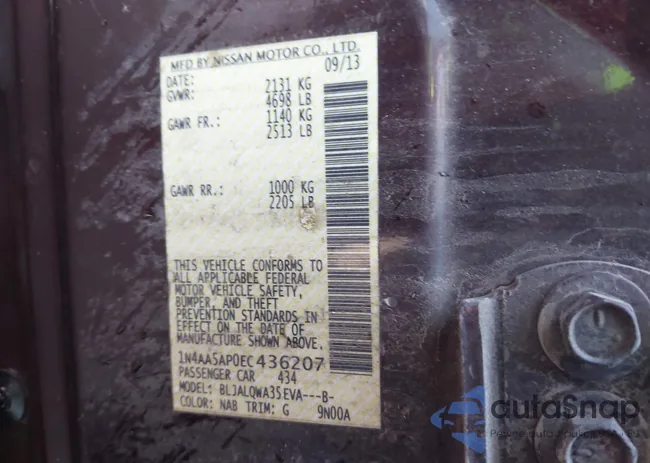 MFD BY NISSAN MOTOR CO., LTD.
DATE: 09/13
GVWR: 2131 KG
4698 LB
GAWR FR.: 1140 KG
2513 LB
GAWR RR.: 1000 KG
2205 LB
THIS VEHICLE CONFORMS TO
ALL APPLICABLE FEDERAL
MOTOR VEHICLE SAFETY,
BUMPER, AND THEFT
PREVENTION STANDARDS IN
EFFECT ON THE DATE OF
MANUFACTURE SHOWN ABOVE.
1N4AA5AP0EC436207
PASSENGER CAR 434
MODEL: BLJALQWA35EVA---B-
COLOR: NAB TRIM: G 9N00A
autoSnap